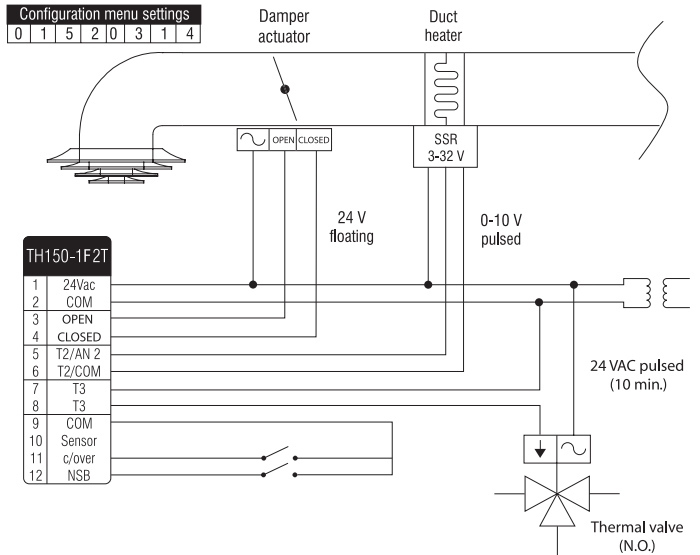 Configuration menu settings
0 1 5 2 0 3 1 4
Damper
actuator
Duct
heater
OPEN CLOSED
SSR
3-32 V
24 V
floating
0-10 V
pulsed
TH150-1F2T
1 24Vac
2 COM
3 OPEN
4 CLOSED
5 T2/AN 2
6 T2/COM
7 T3
8 T3
9 COM
10 Sensor
11 c/over
12 NSB
24 VAC pulsed
(10 min.)
Thermal valve
(N.O.)